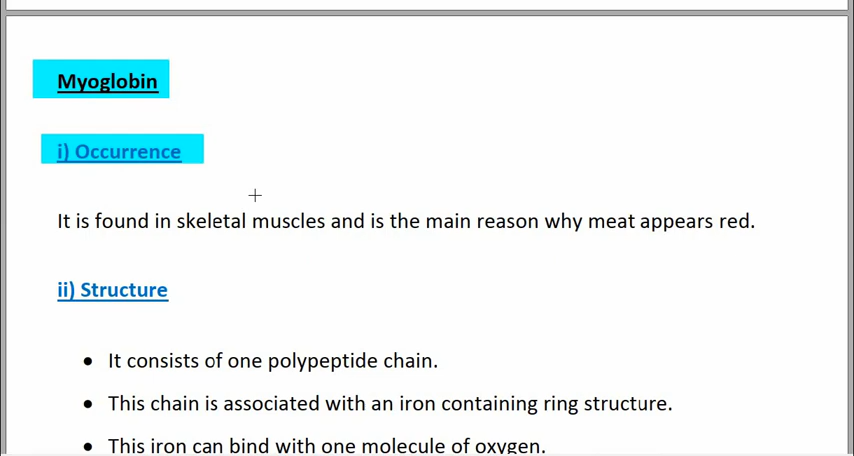 Myoglobin
i) Occurrence
It is found in skeletal muscles and is the main reason why meat appears red.
ii) Structure
• It consists of one polypeptide chain.
• This chain is associated with an iron containing ring structure.
• This iron can bind with one molecule of oxygen.